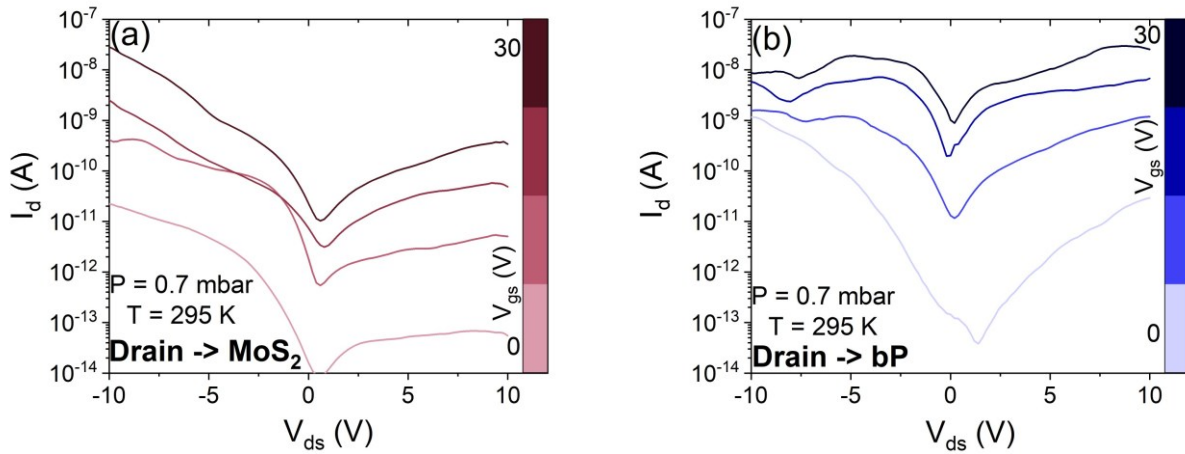 (a)
10⁻⁷
10⁻⁸
10⁻⁹
10⁻¹⁰
10⁻¹¹
10⁻¹²
10⁻¹³
10⁻¹⁴
I_d (A)
P = 0.7 mbar
T = 295 K
Drain -> MoS₂
-10 -5 0 5 10
V_ds (V)
30
V_gs (V)
0
(b)
10⁻⁷
10⁻⁸
10⁻⁹
10⁻¹⁰
10⁻¹¹
10⁻¹²
10⁻¹³
10⁻¹⁴
I_d (A)
P = 0.7 mbar
T = 295 K
Drain -> bP
-10 -5 0 5 10
V_ds (V)
30
V_gs (V)
0